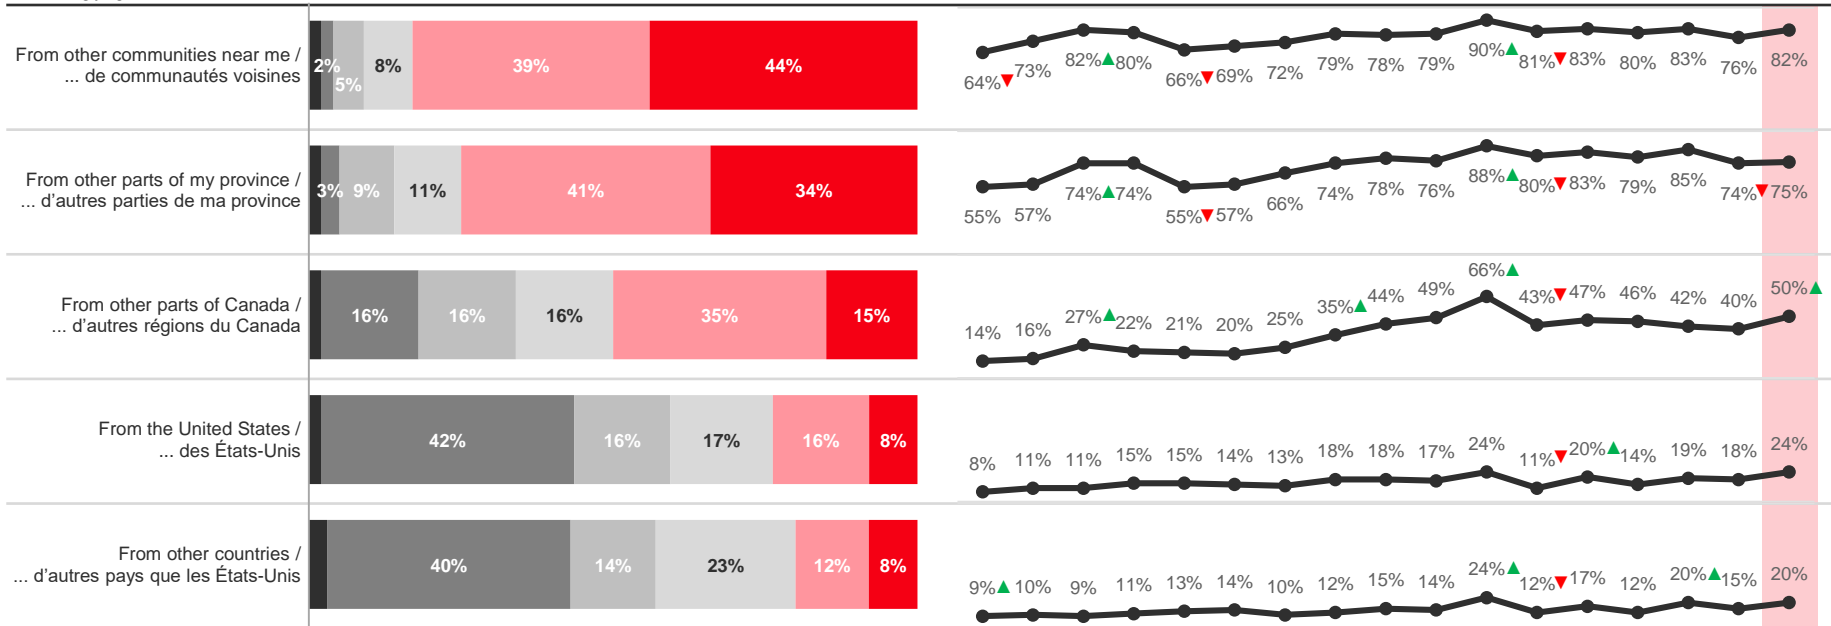 From other communities near me /
... de communautés voisines
2%
5%
8%
39%
44%
64%▼ 73% 82%▲ 80% 66%▼ 69% 72% 79% 78% 79% 90%▲ 81%▼ 83% 80% 83% 76% 82%
From other parts of my province /
... d'autres parties de ma province
3% 9% 11% 41% 34%
55% 57% 74%▲ 74% 55%▼ 57% 66% 74% 78% 76% 88%▲ 80%▼ 83% 79% 85% 74%▼ 75%
From other parts of Canada /
... d'autres régions du Canada
16% 16% 16% 35% 15%
14% 16% 27%▲ 22% 21% 20% 25% 35%▲ 44% 49% 66%▲ 43%▼ 47% 46% 42% 40% 50%▲
From the United States /
... des États-Unis
42% 16% 17% 16% 8%
8% 11% 11% 15% 15% 14% 13% 18% 18% 17% 24% 11%▼ 20%▲ 14% 19% 18% 24%
From other countries /
... d'autres pays que les États-Unis
40% 14% 23% 12% 8%
9%▲ 10% 9% 11% 13% 14% 10% 12% 15% 14% 24%▲ 12%▼ 17% 12% 20%▲ 15% 20%